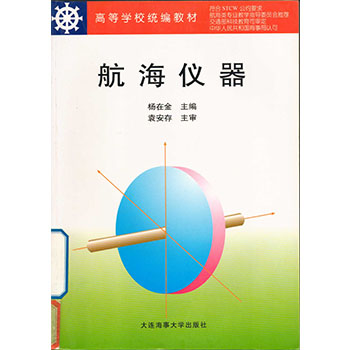 高等学校统编教材
符合STCW公约要求
航海类专业教学指导委员会推荐
交通部科技教育司审定
中华人民共和国海事局认可
航海仪器
杨在金 主编
袁安存 主审
大连海事大学出版社